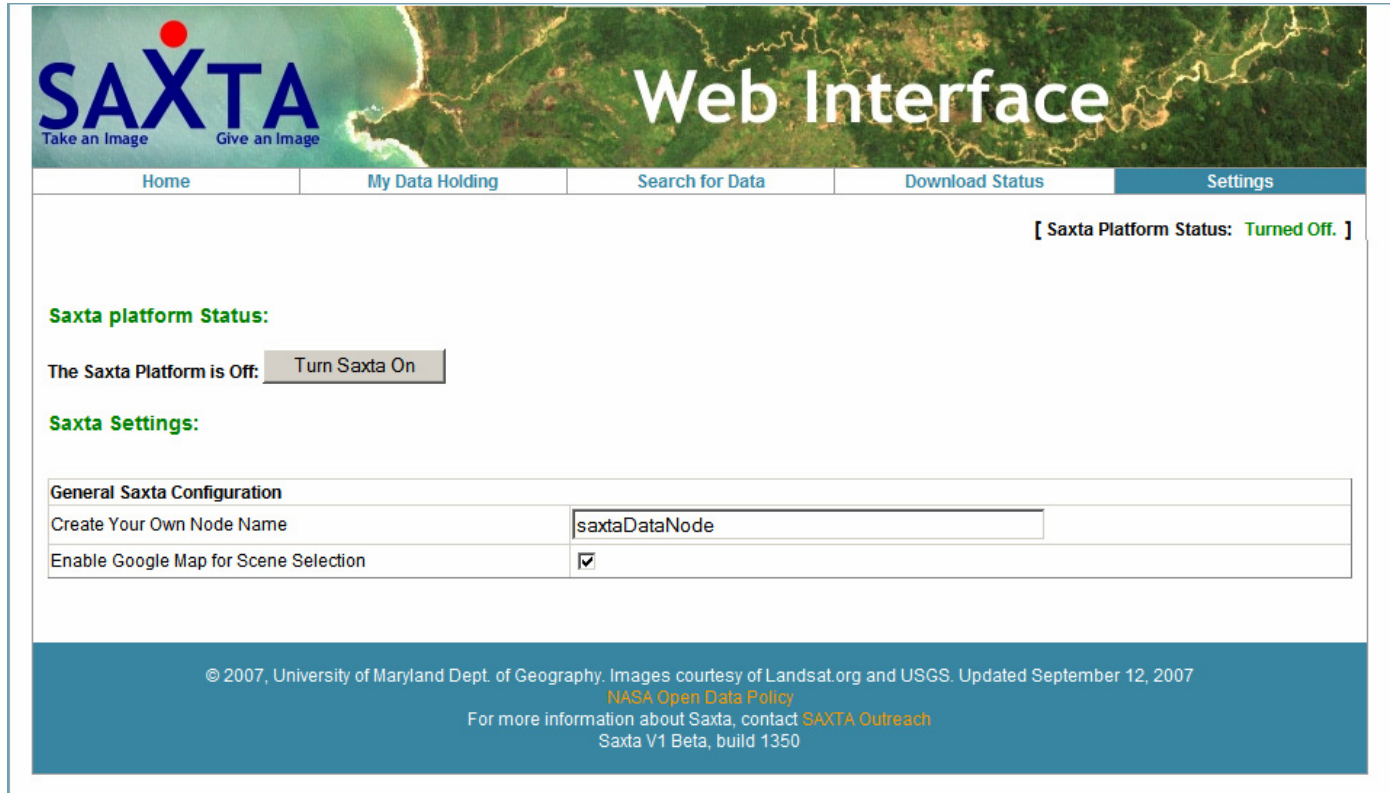 SAXTA
Take an Image Give an Image
Web Interface
Home My Data Holding Search for Data Download Status Settings
[ Saxta Platform Status: Turned Off. ]
Saxta platform Status:
The Saxta Platform is Off: Turn Saxta On
Saxta Settings:
General Saxta Configuration
Create Your Own Node Name saxtaDataNode
Enable Google Map for Scene Selection
© 2007, University of Maryland Dept. of Geography. Images courtesy of Landsat.org and USGS. Updated September 12, 2007
NASA Open Data Policy
For more information about Saxta, contact SAXTA Outreach
Saxta V1 Beta, build 1350